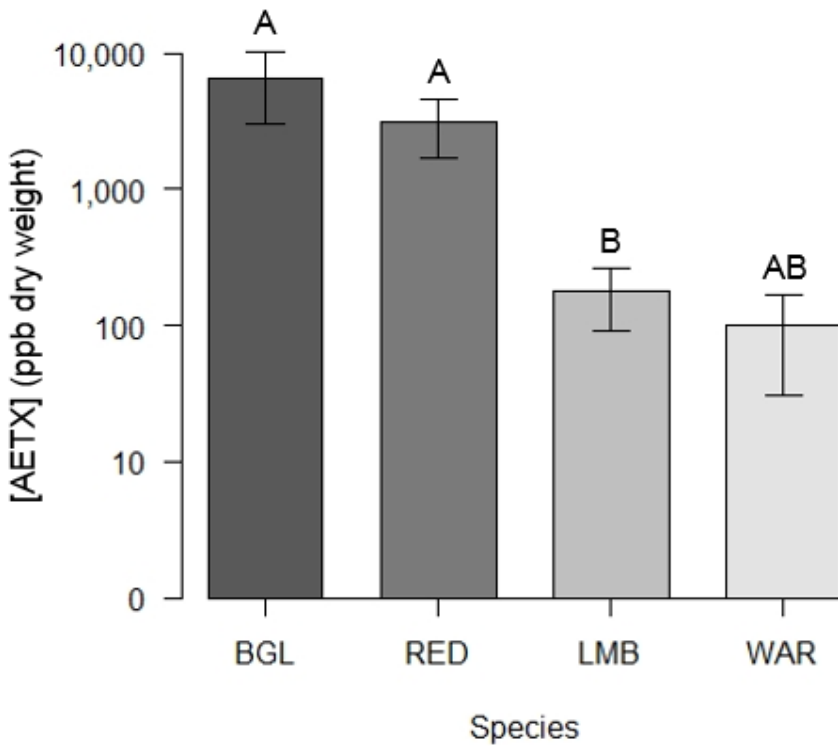 A
A
B
AB
10,000
1,000
100
10
0
[AETX] (ppb dry weight)
BGL RED LMB WAR
Species